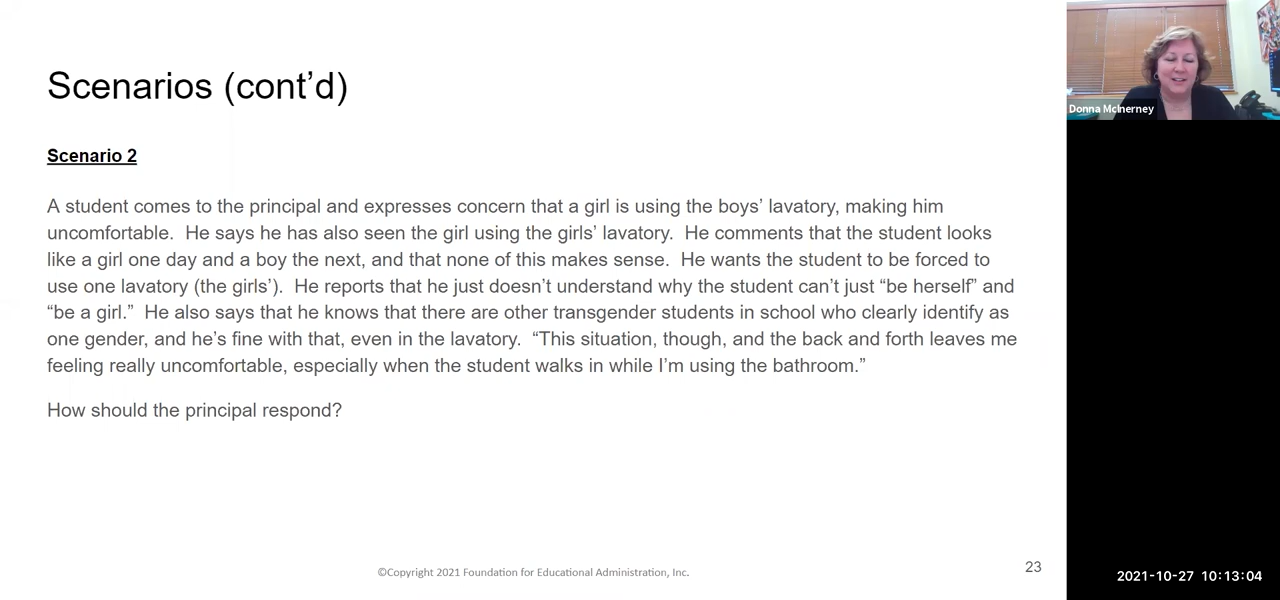 Scenarios (cont’d)
Scenario 2
A student comes to the principal and expresses concern that a girl is using the boys’ lavatory, making him
uncomfortable.  He says he has also seen the girl using the girls’ lavatory.  He comments that the student looks
like a girl one day and a boy the next, and that none of this makes sense.  He wants the student to be forced to
use one lavatory (the girls’).  He reports that he just doesn’t understand why the student can’t just “be herself” and
“be a girl.”  He also says that he knows that there are other transgender students in school who clearly identify as
one gender, and he’s fine with that, even in the lavatory.  “This situation, though, and the back and forth leaves me
feeling really uncomfortable, especially when the student walks in while I’m using the bathroom.”
How should the principal respond?
©Copyright 2021 Foundation for Educational Administration, Inc.
23
Donna McInerney
2021-10-27 10:13:04